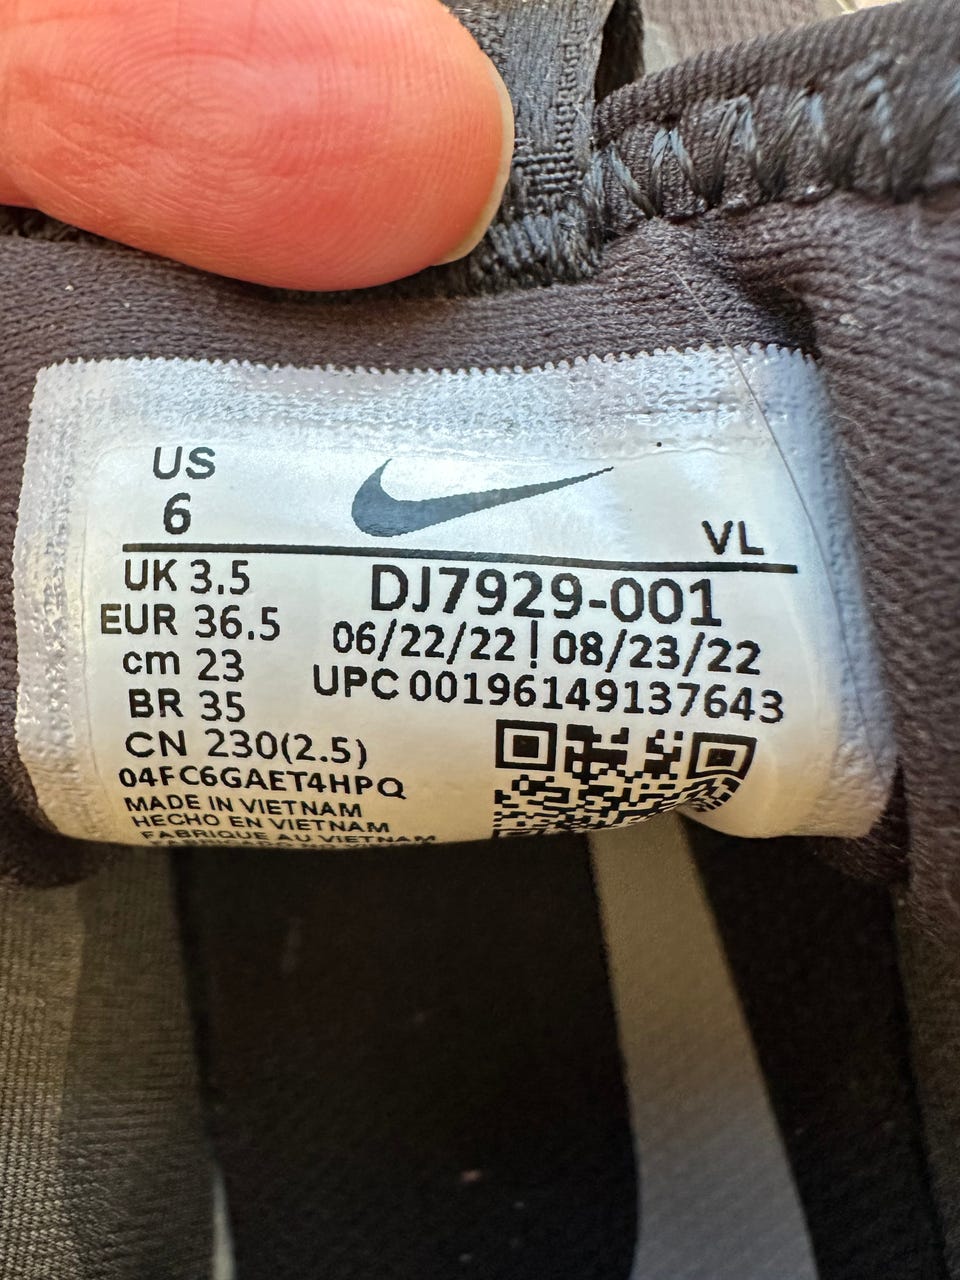 US
6
VL
UK 3.5
DJ7929-001
EUR 36.5
06/22/22 | 08/23/22
cm 23
UPC 00196149137643
BR 35
CN 230(2.5)
04FC6GAET4HPQ
MADE IN VIETNAM
HECHO EN VIETNAM
FABRIQUE AU VIETNAM